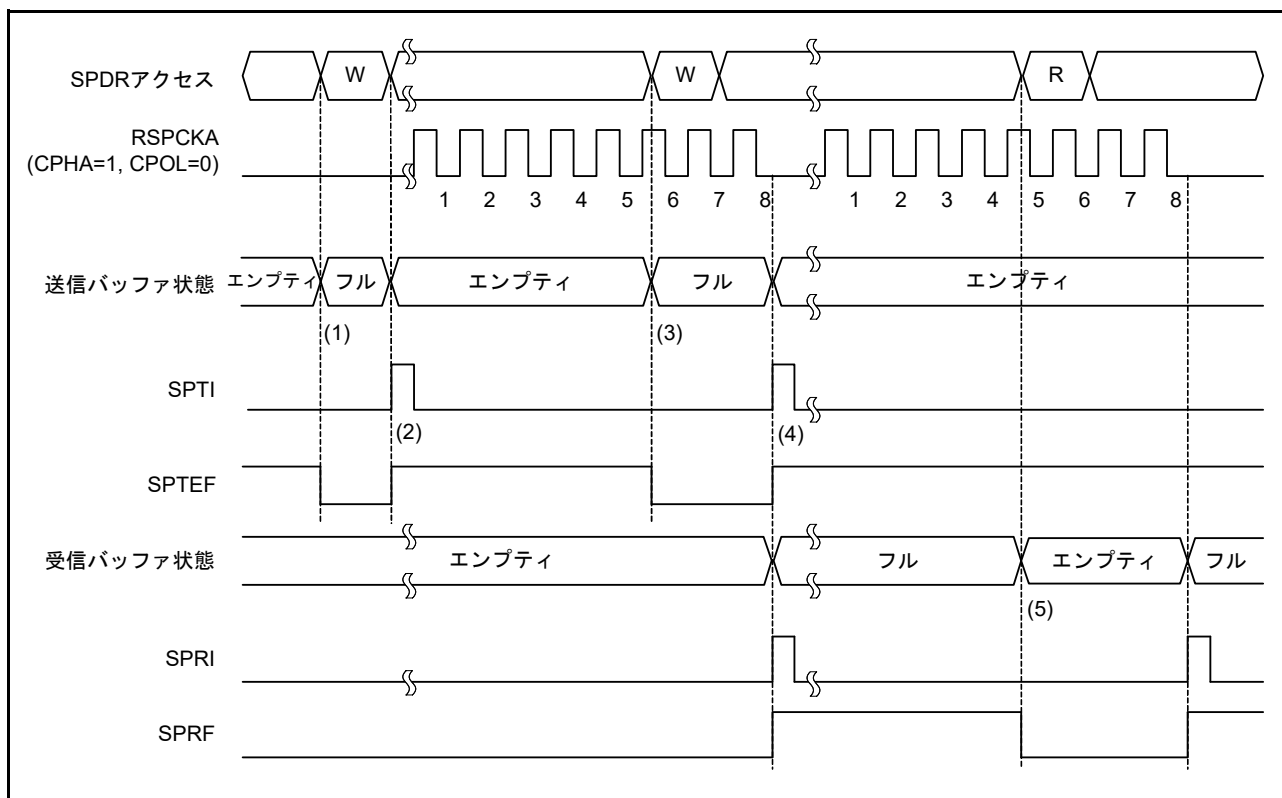 SPDRアクセス W W R
RSPCKA
(CPHA=1, CPOL=0)
1 2 3 4 5 6 7 8 1 2 3 4 5 6 7 8
送信バッファ状態 エンプティ フル エンプティ フル エンプティ
(1) (3)
SPTI
(2) (4)
SPTEF
受信バッファ状態 エンプティ フル エンプティ フル
(5)
SPRI
SPRF